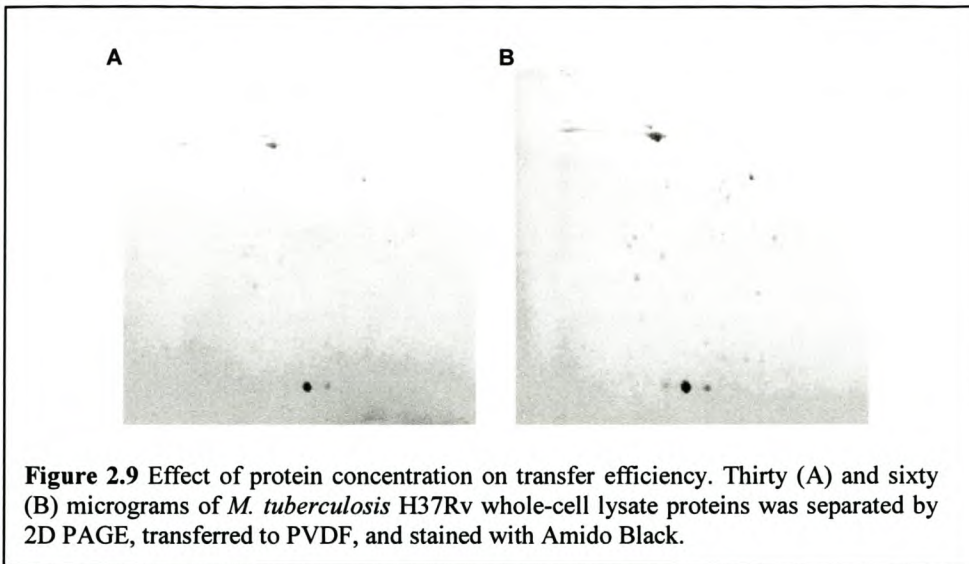 A B
Figure 2.9 Effect of protein concentration on transfer efficiency. Thirty (A) and sixty
(B) micrograms of M. tuberculosis H37Rv whole-cell lysate proteins was separated by
2D PAGE, transferred to PVDF, and stained with Amido Black.